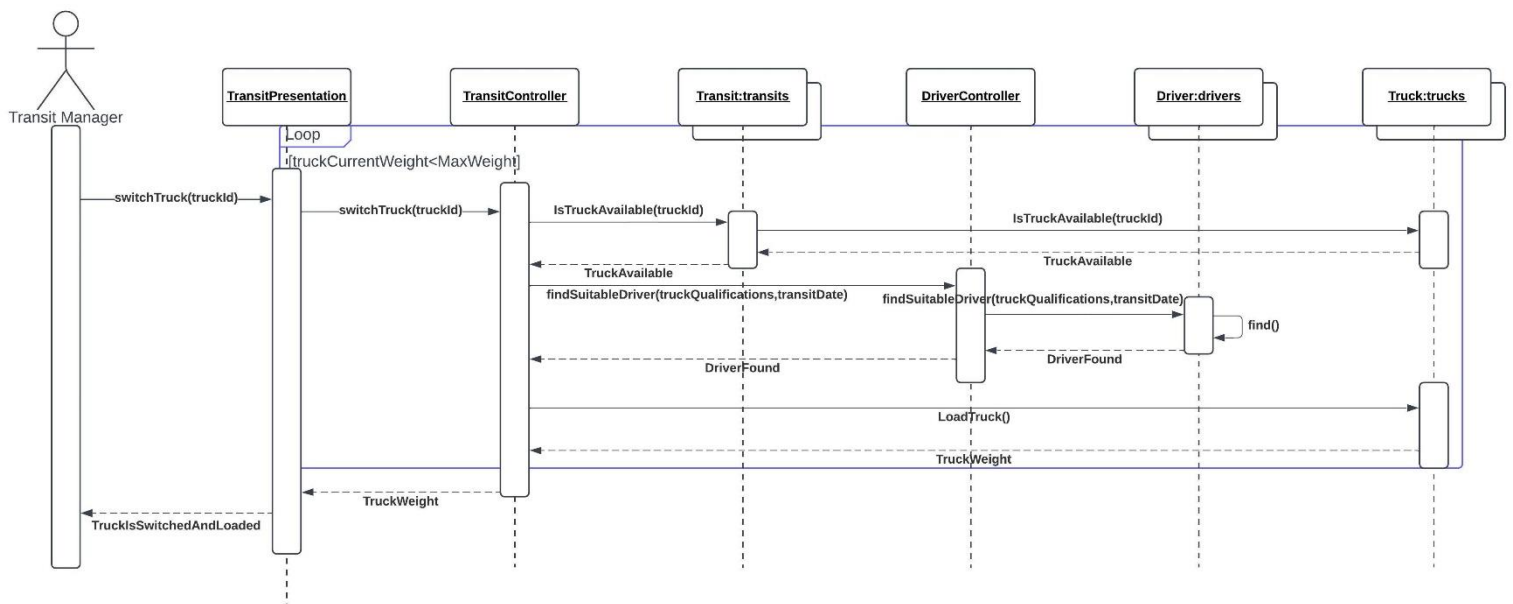 Transit Manager
TransitPresentation
TransitController
Transit:transits
DriverController
Driver:drivers
Truck:trucks
Loop
[truckCurrentWeight<MaxWeight]
switchTruck(truckId)
switchTruck(truckId)
IsTruckAvailable(truckId)
IsTruckAvailable(truckId)
TruckAvailable
TruckAvailable
findSuitableDriver(truckQualifications,transitDate)
findSuitableDriver(truckQualifications,transitDate)
find()
DriverFound
DriverFound
LoadTruck()
TruckWeight
TruckWeight
TruckIsSwitchedAndLoaded